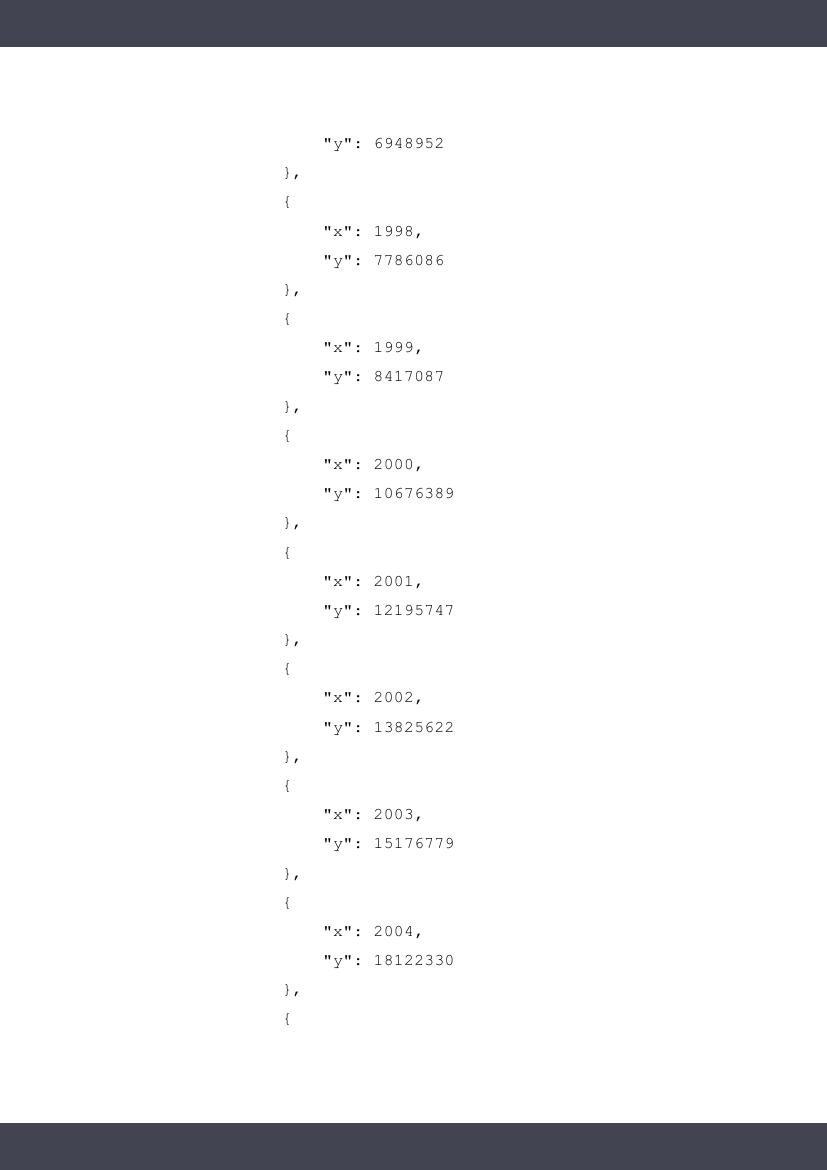 "y": 6948952
},
{
"x": 1998,
"y": 7786086
},
{
"x": 1999,
"y": 8417087
},
{
"x": 2000,
"y": 10676389
},
{
"x": 2001,
"y": 12195747
},
{
"x": 2002,
"y": 13825622
},
{
"x": 2003,
"y": 15176779
},
{
"x": 2004,
"y": 18122330
},
{